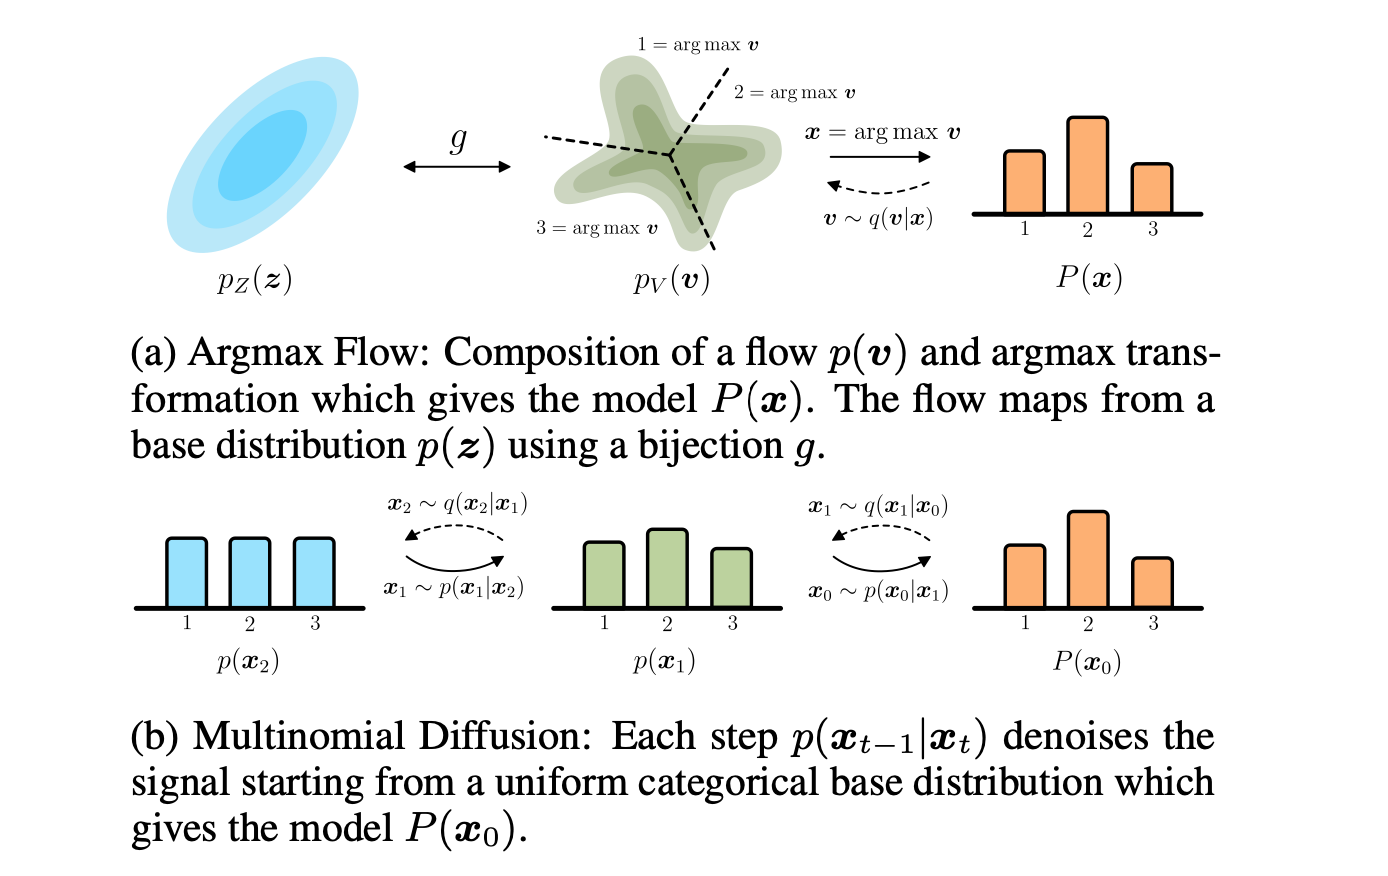 1 = arg max v
2 = arg max v
g
x = arg max v
v ∼ q(v|x)
3 = arg max v
1 2 3
p_Z(z) p_V(v) P(x)
(a) Argmax Flow: Composition of a flow p(v) and argmax trans-
formation which gives the model P(x). The flow maps from a
base distribution p(z) using a bijection g.
x_2 ∼ q(x_2|x_1) x_1 ∼ q(x_1|x_0)
x_1 ∼ p(x_1|x_2) x_0 ∼ p(x_0|x_1)
1 2 3 1 2 3 1 2 3
p(x_2) p(x_1) P(x_0)
(b) Multinomial Diffusion: Each step p(x_{t−1}|x_t) denoises the
signal starting from a uniform categorical base distribution which
gives the model P(x_0).